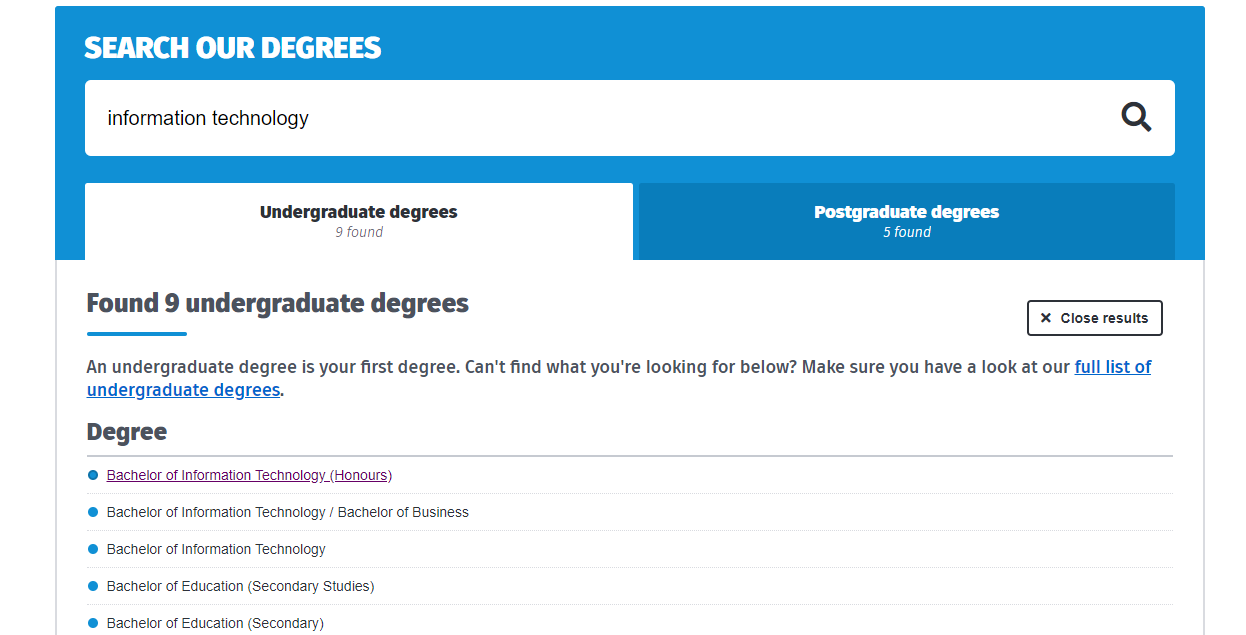 SEARCH OUR DEGREES
information technology
Undergraduate degrees
9 found
Postgraduate degrees
5 found
Found 9 undergraduate degrees
Close results
An undergraduate degree is your first degree. Can't find what you're looking for below? Make sure you have a look at our full list of
undergraduate degrees.
Degree
Bachelor of Information Technology (Honours)
Bachelor of Information Technology / Bachelor of Business
Bachelor of Information Technology
Bachelor of Education (Secondary Studies)
Bachelor of Education (Secondary)